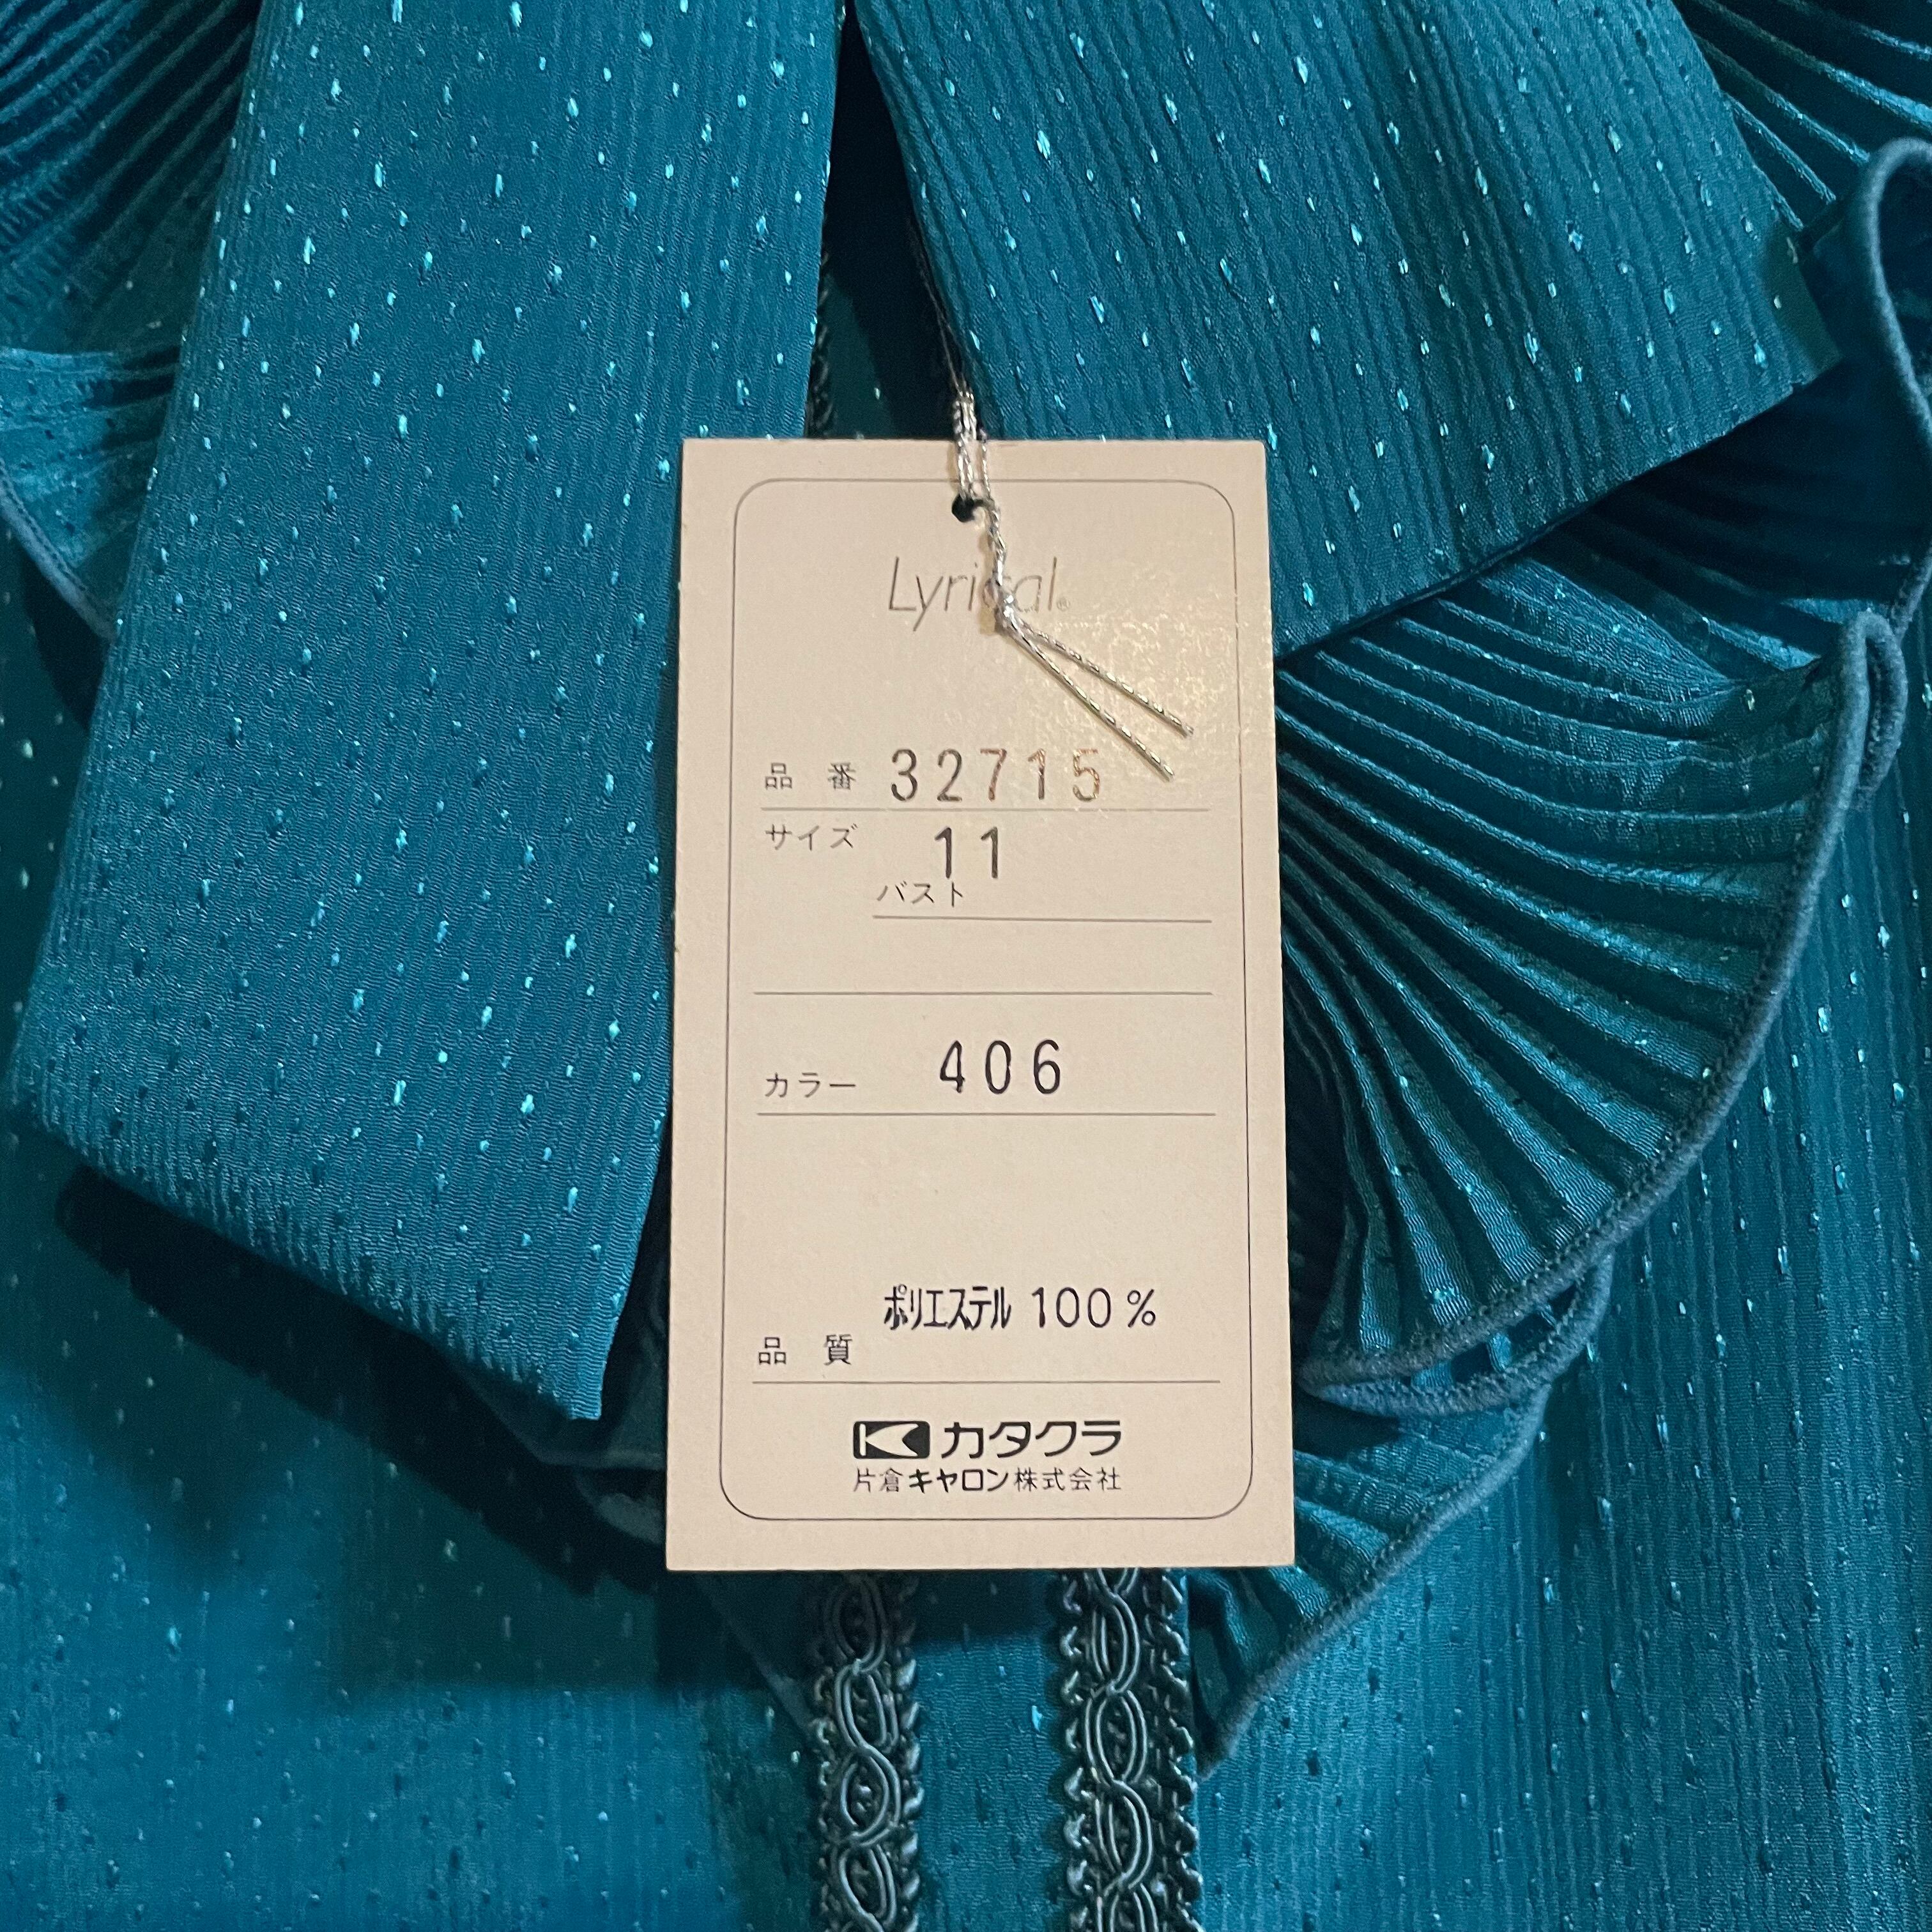 Lyrical®
品番 32715
サイズ 11
バスト
カラー 406
ポリエステル 100%
品質
カタクラ
片倉キャロン株式会社